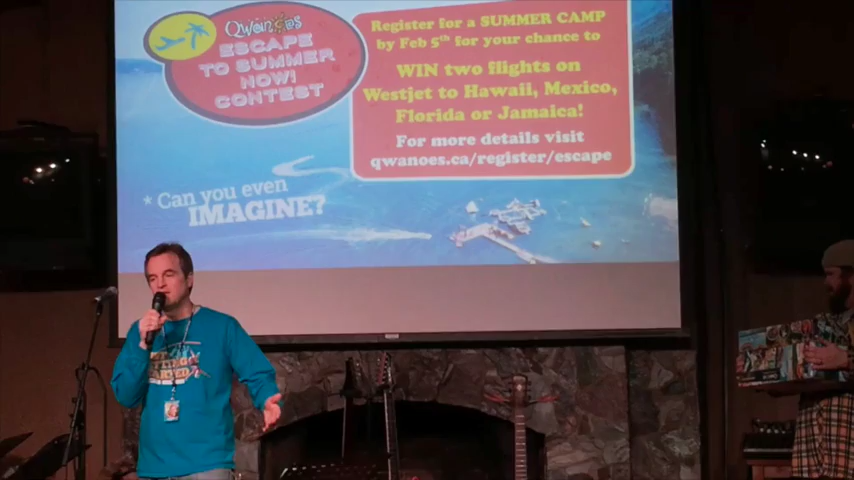 Qwanoes
ESCAPE
TO SUMMER
NOW!
CONTEST
Register for a SUMMER CAMP
by Feb 5th for your chance to
WIN two flights on
Westjet to Hawaii, Mexico,
Florida or Jamaica!
For more details visit
qwanoes.ca/register/escape
* Can you even
IMAGINE?